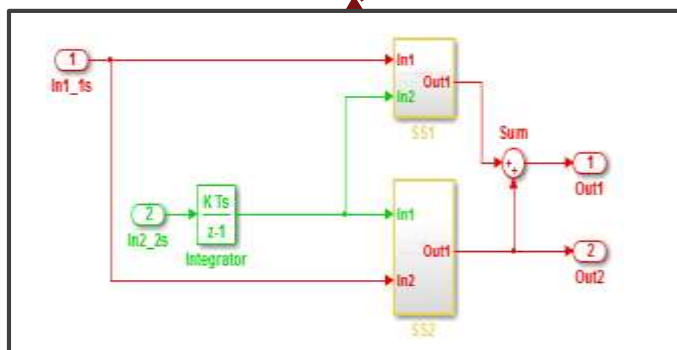 1
In1_1s
In1
Out1
In2
SS1
Sum
+
+
1
Out1
2
In2_2s
K Ts
z-1
Integrator
In1
Out1
In2
SS2
2
Out2